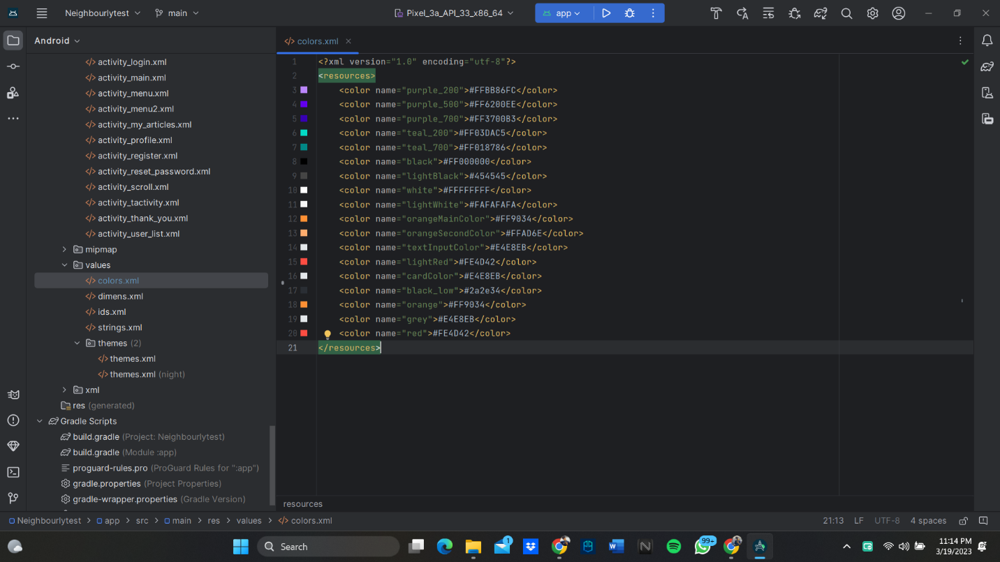 Neighbourlytest
main
Pixel_3a_API_33_x86_64
app
Android
activity_login.xml
activity_main.xml
activity_menu.xml
activity_menu2.xml
activity_my_articles.xml
activity_profile.xml
activity_register.xml
activity_reset_password.xml
activity_scroll.xml
activity_tactivity.xml
activity_thank_you.xml
activity_user_list.xml
mipmap
values
colors.xml
dimens.xml
ids.xml
strings.xml
themes (2)
themes.xml
themes.xml (night)
xml
res (generated)
Gradle Scripts
build.gradle (Project: Neighbourlytest)
build.gradle (Module :app)
proguard-rules.pro (ProGuard Rules for ":app")
gradle.properties (Project Properties)
gradle-wrapper.properties (Gradle Version)
colors.xml
1 <?xml version="1.0" encoding="utf-8"?>
2 <resources>
3 <color name="purple_200">#FFBB86FC</color>
4 <color name="purple_500">#FF6200EE</color>
5 <color name="purple_700">#FF3700B3</color>
6 <color name="teal_200">#FF03DAC5</color>
7 <color name="teal_700">#FF018786</color>
8 <color name="black">#FF000000</color>
9 <color name="lightBlack">#454545</color>
10 <color name="white">#FFFFFFFF</color>
11 <color name="lightWhite">#FAFAFAFA</color>
12 <color name="orangeMainColor">#FF9034</color>
13 <color name="orangeSecondColor">#FFAD6E</color>
14 <color name="textInputColor">#E4E8EB</color>
15 <color name="lightRed">#FE4D42</color>
16 <color name="cardColor">#E4E8EB</color>
17 <color name="black_low">#2a2e34</color>
18 <color name="orange">#FF9034</color>
19 <color name="grey">#E4E8EB</color>
20 <color name="red">#FE4D42</color>
21 </resources>
resources
Neighbourlytest > app > src > main > res > values > colors.xml
21:13 LF UTF-8 4 spaces
Search
1
99+
11:14 PM
3/19/2023